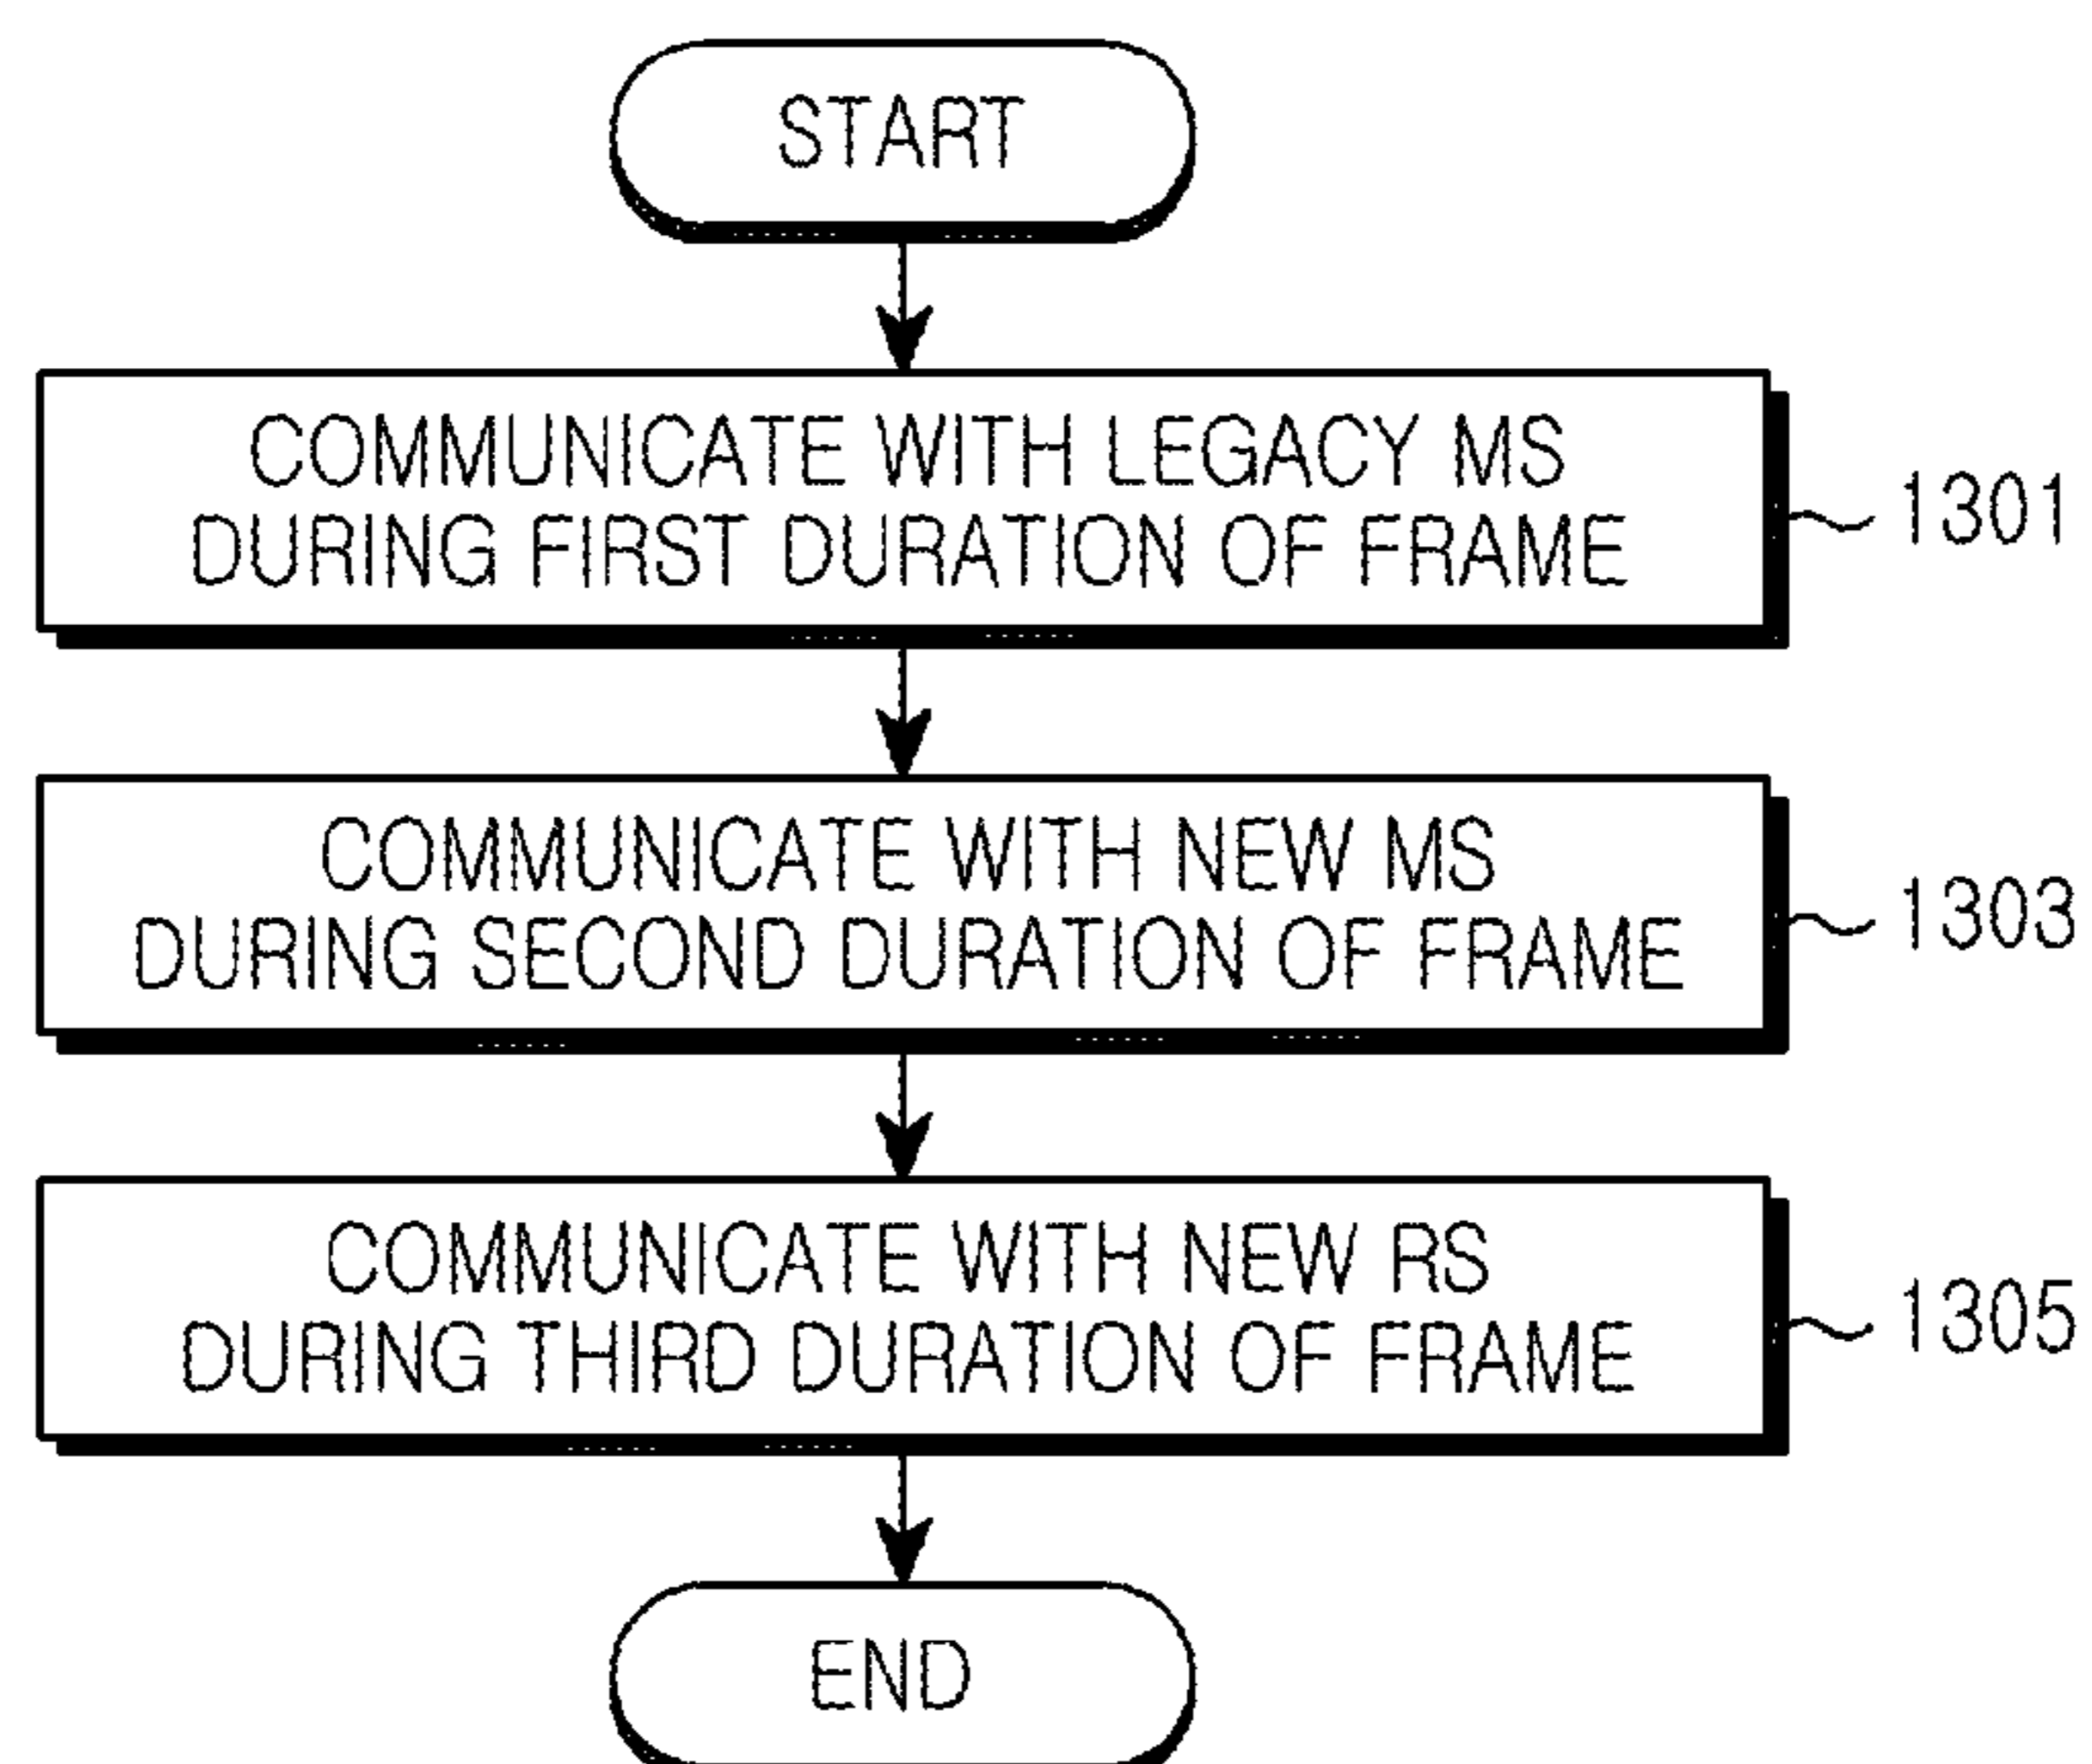 START
COMMUNICATE WITH LEGACY MS
DURING FIRST DURATION OF FRAME
1301
COMMUNICATE WITH NEW MS
DURING SECOND DURATION OF FRAME
1303
COMMUNICATE WITH NEW RS
DURING THIRD DURATION OF FRAME
1305
END